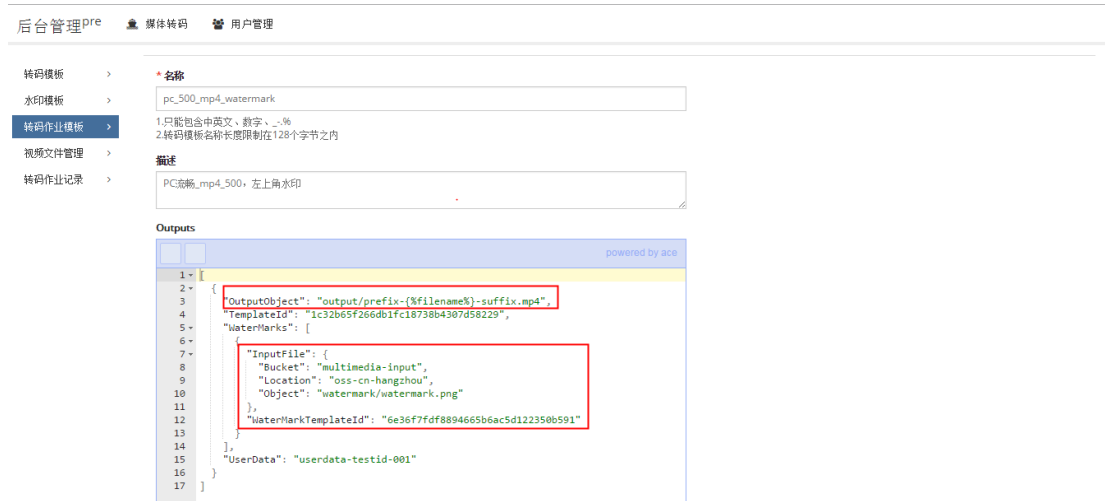 后台管理pre 媒体转码 用户管理
转码模板
水印模板
转码作业模板
视频文件管理
转码作业记录
* 名称
pc_500_mp4_watermark
1.只能包含中英文、数字、_-.%
2.转码模板名称长度限制在128个字节之内
描述
PC流畅_mp4_500，左上角水印
Outputs
powered by ace
1 [
2 {
3 "OutputObject": "output/prefix-{%filename%}-suffix.mp4",
4 "TemplateId": "1c32b65f266db1fc18738b4307d58229",
5 "WaterMarks": [
6 {
7 "InputFile": {
8 "Bucket": "multimedia-input",
9 "Location": "oss-cn-hangzhou",
10 "Object": "watermark/watermark.png"
11 },
12 "WaterMarkTemplateId": "6e36f7fdf8894665b6ac5d122350b591"
13 }
14 ],
15 "UserData": "userdata-testid-001"
16 }
17 ]